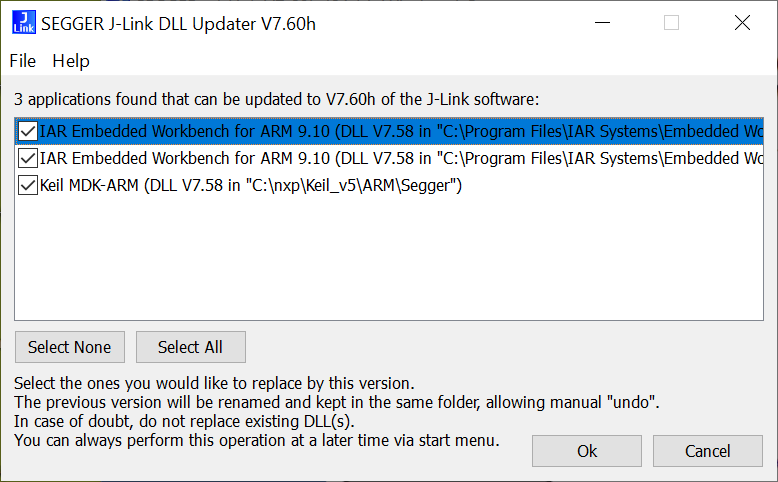 J
Link
SEGGER J-Link DLL Updater V7.60h
File Help
3 applications found that can be updated to V7.60h of the J-Link software:
IAR Embedded Workbench for ARM 9.10 (DLL V7.58 in "C:\Program Files\IAR Systems\Embedded Wo
IAR Embedded Workbench for ARM 9.10 (DLL V7.58 in "C:\Program Files\IAR Systems\Embedded Wo
Keil MDK-ARM (DLL V7.58 in "C:\nxp\Keil_v5\ARM\Segger")
Select None Select All
Select the ones you would like to replace by this version.
The previous version will be renamed and kept in the same folder, allowing manual "undo".
In case of doubt, do not replace existing DLL(s).
You can always perform this operation at a later time via start menu.
Ok Cancel